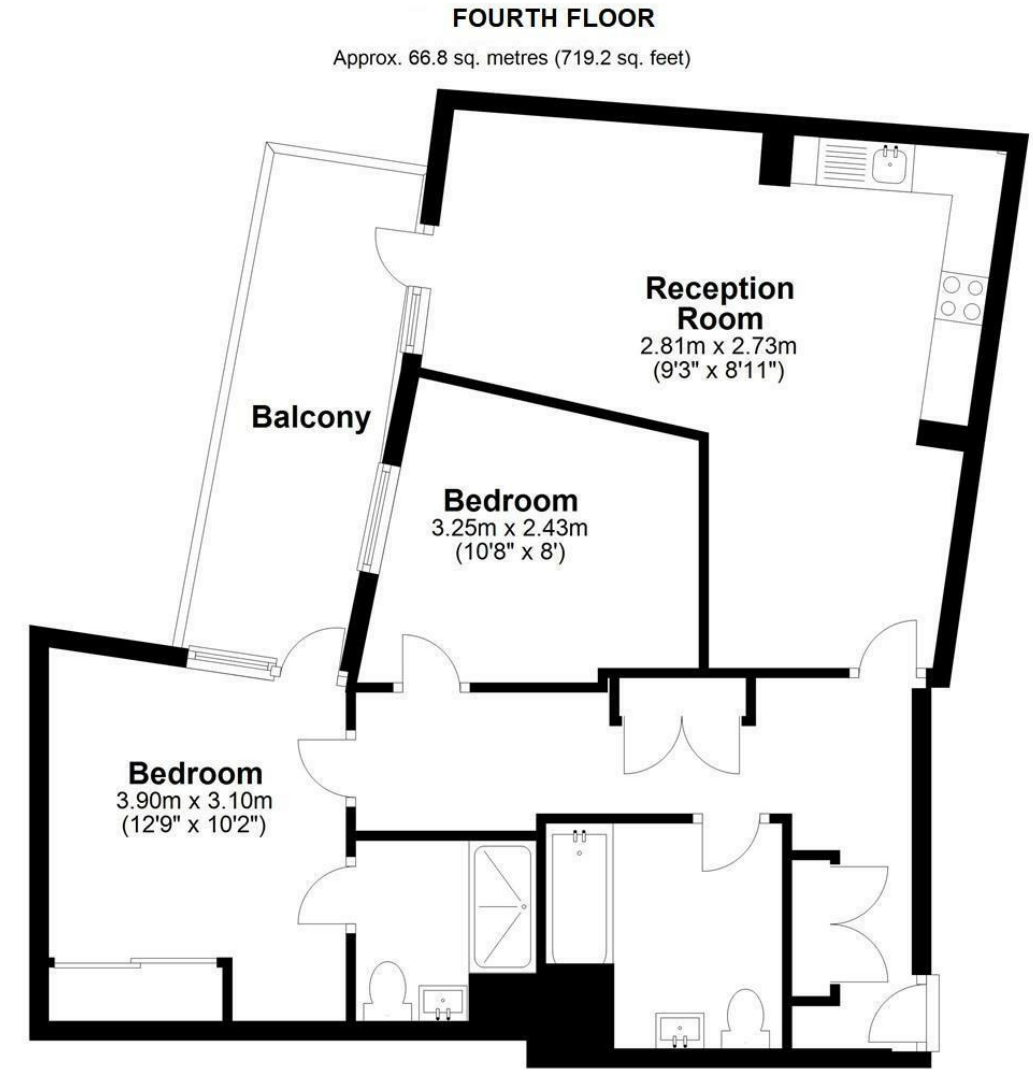 FOURTH FLOOR
Approx. 66.8 sq. metres (719.2 sq. feet)
Reception
Room
2.81m x 2.73m
(9'3" x 8'11")
Balcony
Bedroom
3.25m x 2.43m
(10'8" x 8')
Bedroom
3.90m x 3.10m
(12'9" x 10'2")